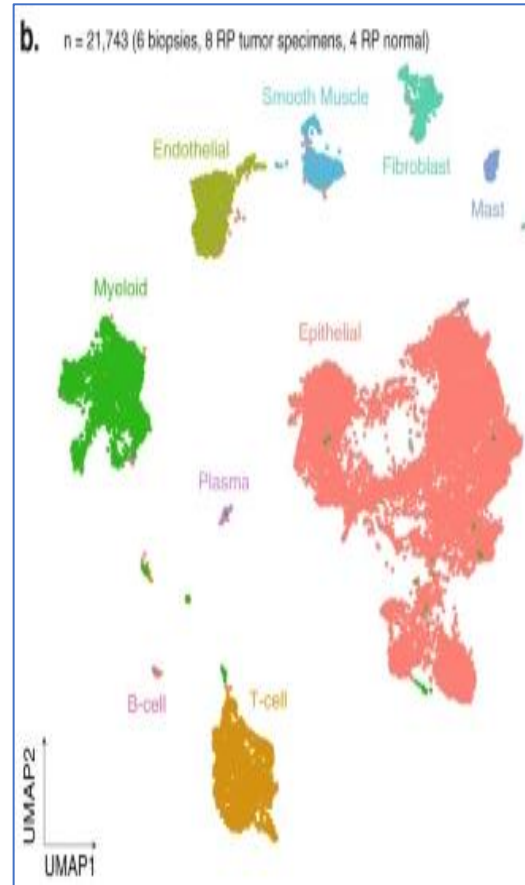 b. n = 21,743 (6 biopsies, 8 RP tumor specimens, 4 RP normal)
Smooth Muscle
Endothelial
Fibroblast
Mast
Myeloid
Epithelial
Plasma
B-cell
T-cell
UMAP2
UMAP1